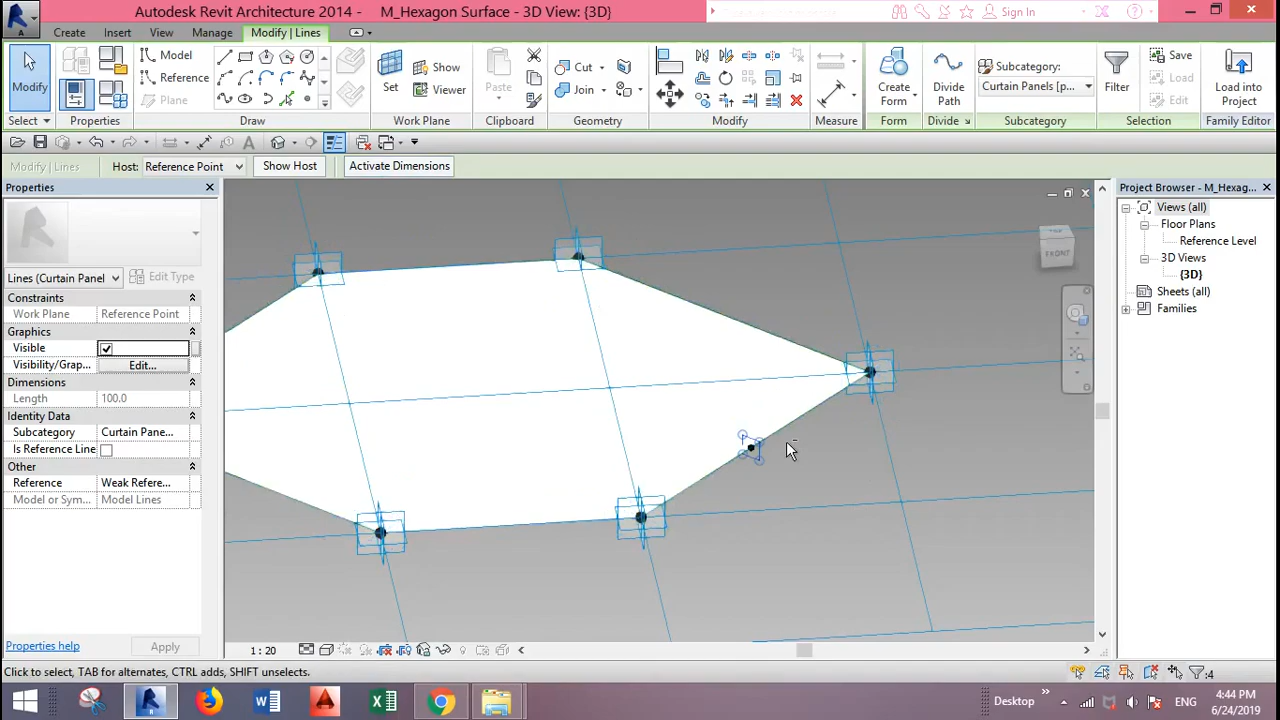 Autodesk Revit Architecture 2014 - M_Hexagon Surface - 3D View: {3D}
Sign In
Create Insert View Manage Modify | Lines
Modify
Select
Properties
Model
Reference
Plane
Draw
Set
Show
Viewer
Work Plane
Paste
Clipboard
Cut
Join
Geometry
Modify
Measure
Create
Form
Form
Divide
Path
Divide
Subcategory:
Curtain Panels [p...
Subcategory
Filter
Save
Load
Edit
Selection
Load into
Project
Family Editor
Modify | Lines Host: Reference Point Show Host Activate Dimensions
Properties
Lines (Curtain Panel
Edit Type
Constraints
Work Plane Reference Point
Graphics
Visible
Visibility/Grap... Edit...
Dimensions
Length 100.0
Identity Data
Subcategory Curtain Pane...
Is Reference Line
Other
Reference Weak Refere...
Model or Sym... Model Lines
Properties help
Apply
FRONT
Project Browser - M_Hexag...
Views (all)
Floor Plans
Reference Level
3D Views
{3D}
Sheets (all)
Families
1 : 20
Click to select, TAB for alternates, CTRL adds, SHIFT unselects.
:4
Desktop
ENG
4:44 PM
6/24/2019